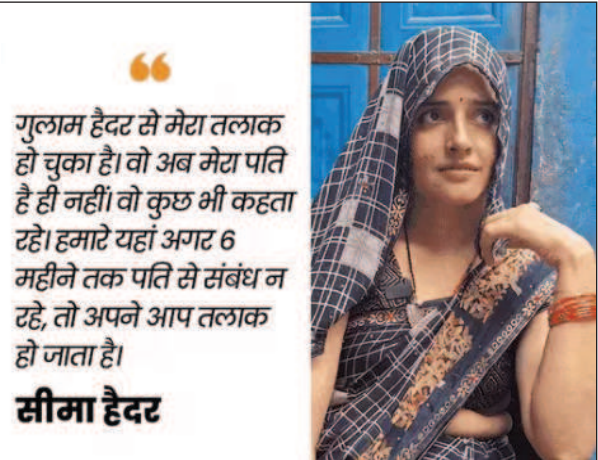 “
गुलाम हैदर से मेरा तलाक
हो चुका है। वो अब मेरा पति
है ही नहीं। वो कुछ भी कहता
रहे। हमारे यहां अगर 6
महीने तक पति से संबंध न
रहे, तो अपने आप तलाक
हो जाता है।
सीमा हैदर